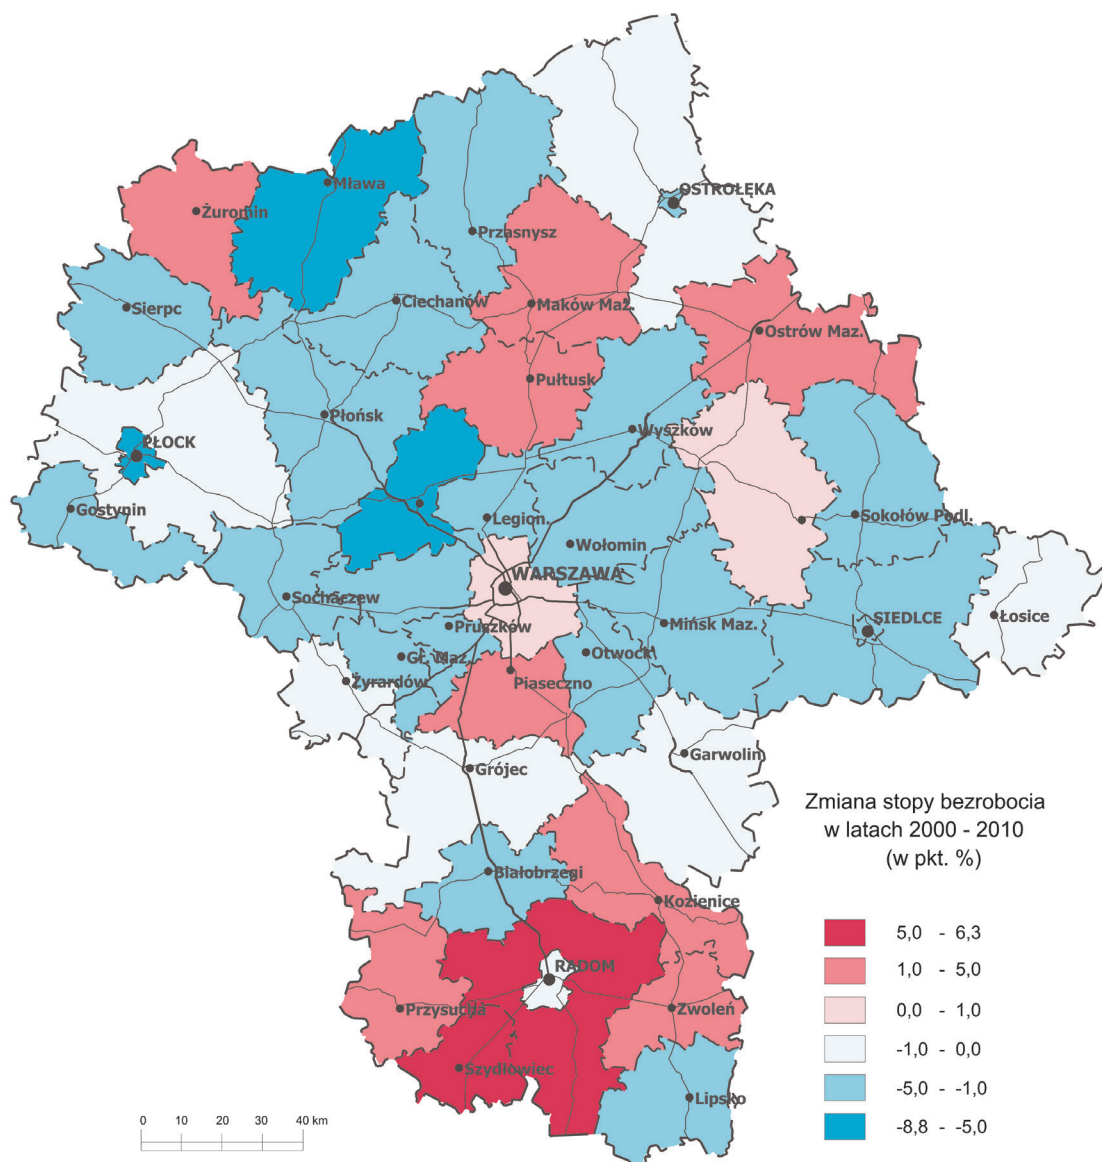 Mława
OSTROŁĘKA
Żuromin
Przasnysz
Sierpc
Ciechanów
Maków Maz.
Ostrów Maz.
Pułtusk
Płońsk
Wyszków
PŁOCK
Gostynin
Legion.
Sokołów Podl.
Wołomin
WARSZAWA
Sochaczew
Pruszków
Mińsk Maz.
SIEDLCE
Łosice
Gr. Maz.
Otwock
Żyrardów
Piaseczno
Grójec
Garwolin
Zmiana stopy bezrobocia
w latach 2000 - 2010
(w pkt. %)
Białobrzegi
Kozienice
5,0 - 6,3
RADOM
1,0 - 5,0
Przysucha
Zwoleń
0,0 - 1,0
-1,0 - 0,0
Szydłowiec
-5,0 - -1,0
Lipsko
-8,8 - -5,0
0 10 20 30 40 km